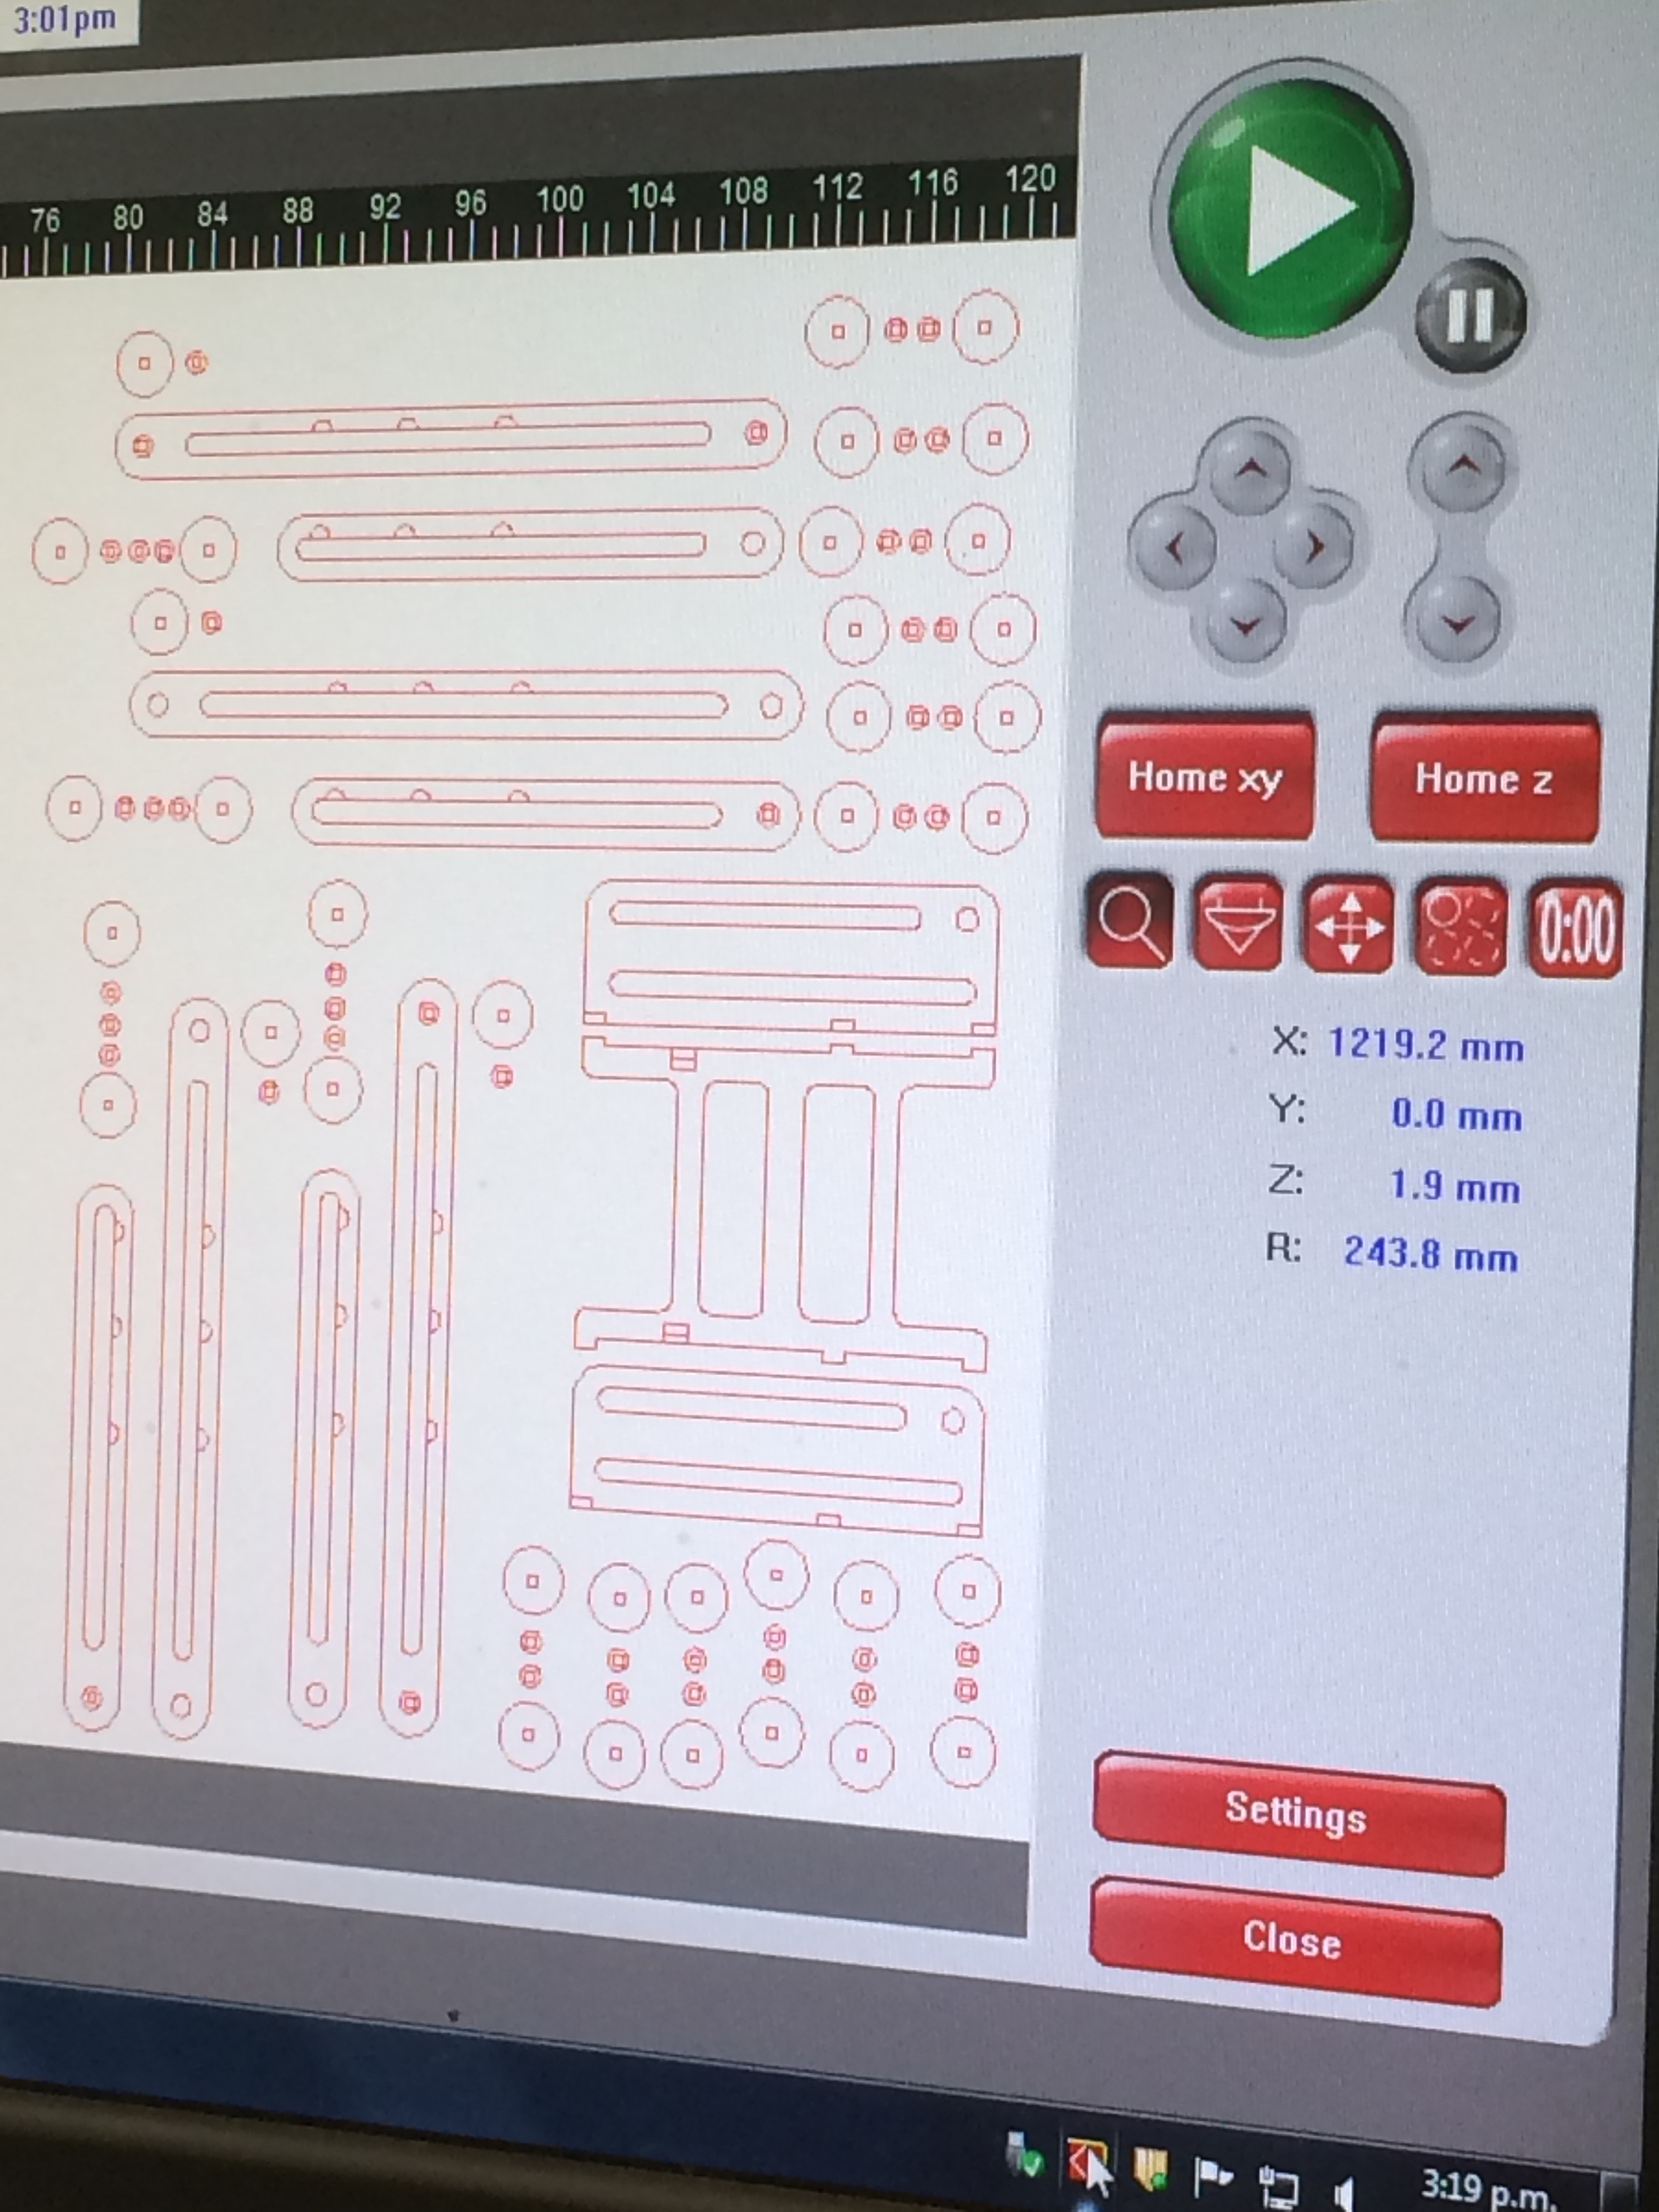 3:01pm
76 80 84 88 92 96 100 104 108 112 116 120
Home xy
Home z
0:00
X: 1219.2 mm
Y: 0.0 mm
Z: 1.9 mm
R: 243.8 mm
Settings
Close
3:19 p.m.